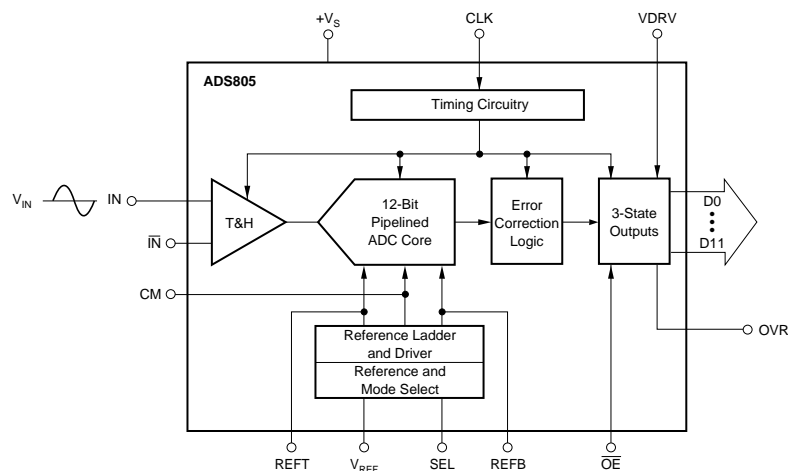 +VS
CLK
VDRV
ADS805
Timing Circuitry
VIN
IN
T&H
12-Bit
Pipelined
ADC Core
Error
Correction
Logic
3-State
Outputs
D0
D11
IN
CM
Reference Ladder
and Driver
Reference and
Mode Select
OVR
REFT
VREF
SEL
REFB
OE